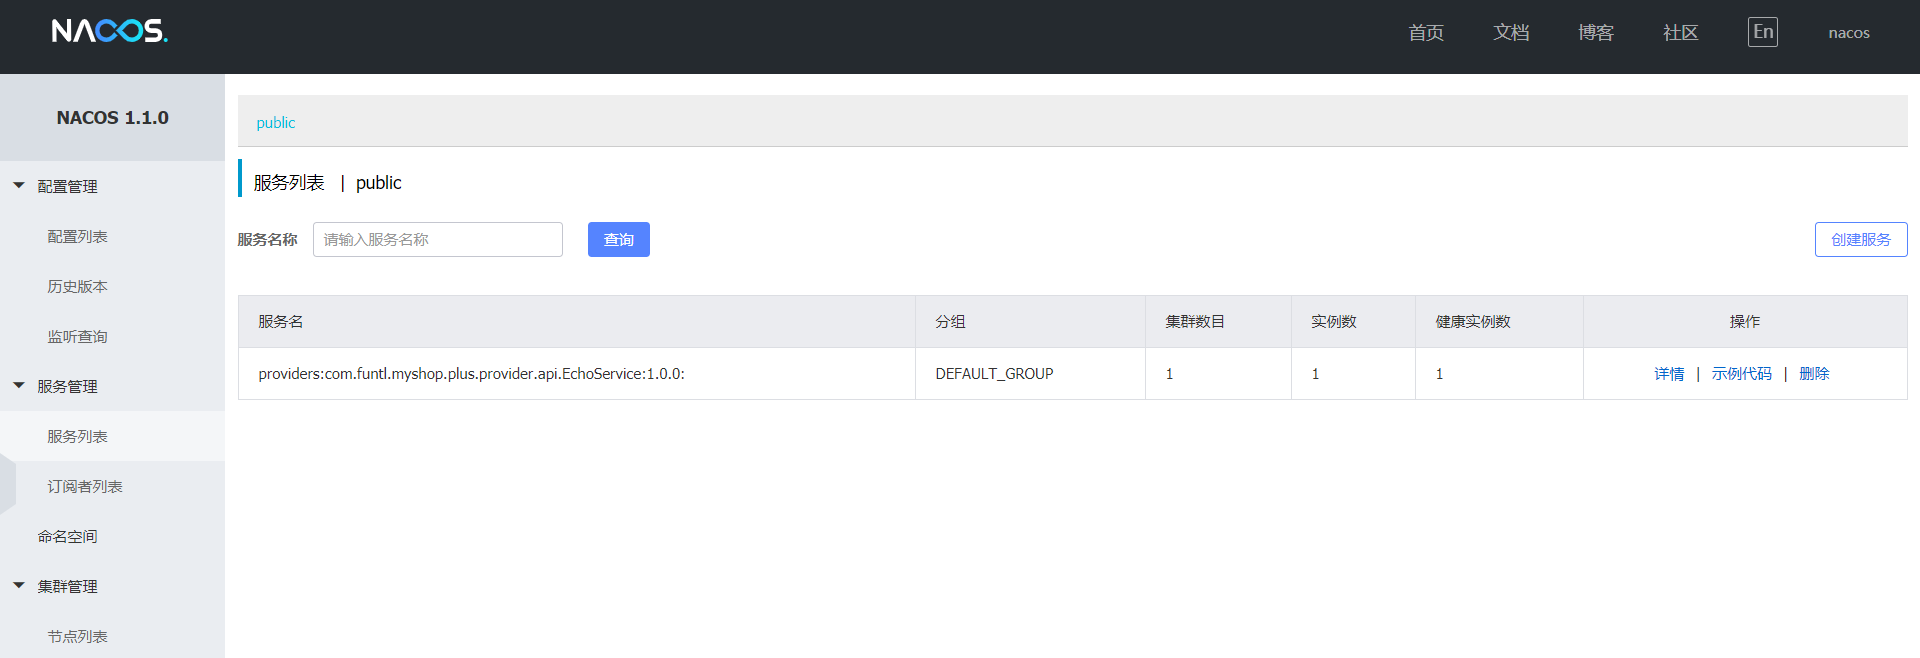 NACOS.
首页 文档 博客 社区 En nacos
NACOS 1.1.0
配置管理
配置列表
历史版本
监听查询
服务管理
服务列表
订阅者列表
命名空间
集群管理
节点列表
public
服务列表 | public
服务名称 请输入服务名称 查询 创建服务
服务名 分组 集群数目 实例数 健康实例数 操作
providers:com.funtl.myshop.plus.provider.api.EchoService:1.0.0: DEFAULT_GROUP 1 1 1 详情 | 示例代码 | 删除